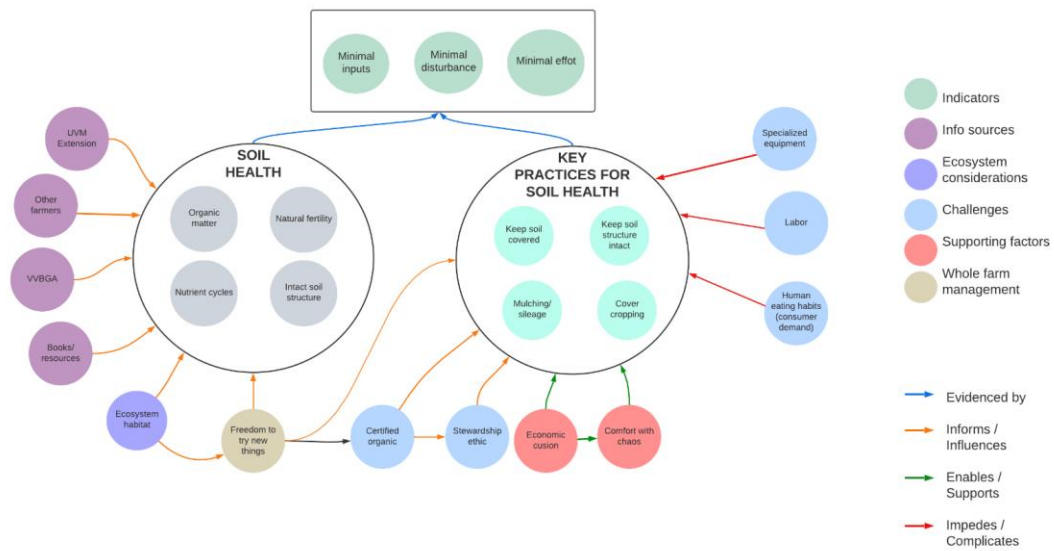 Minimal
inputs
Minimal
disturbance
Minimal effot
UVM
Extension
Other
farmers
VVBGA
Books/
resources
SOIL
HEALTH
Organic
matter
Natural fertility
Nutrient cycles
Intact soil
structure
KEY
PRACTICES FOR
SOIL HEALTH
Keep soil
covered
Keep soil
structure
intact
Mulching/
sileage
Cover
cropping
Specialized
equipment
Labor
Human
eating habits
(consumer
demand)
Ecosystem
habitat
Freedom to
try new
things
Certified
organic
Stewardship
ethic
Economic
cusion
Comfort with
chaos
Indicators
Info sources
Ecosystem
considerations
Challenges
Supporting factors
Whole farm
management
Evidenced by
Informs /
Influences
Enables /
Supports
Impedes /
Complicates